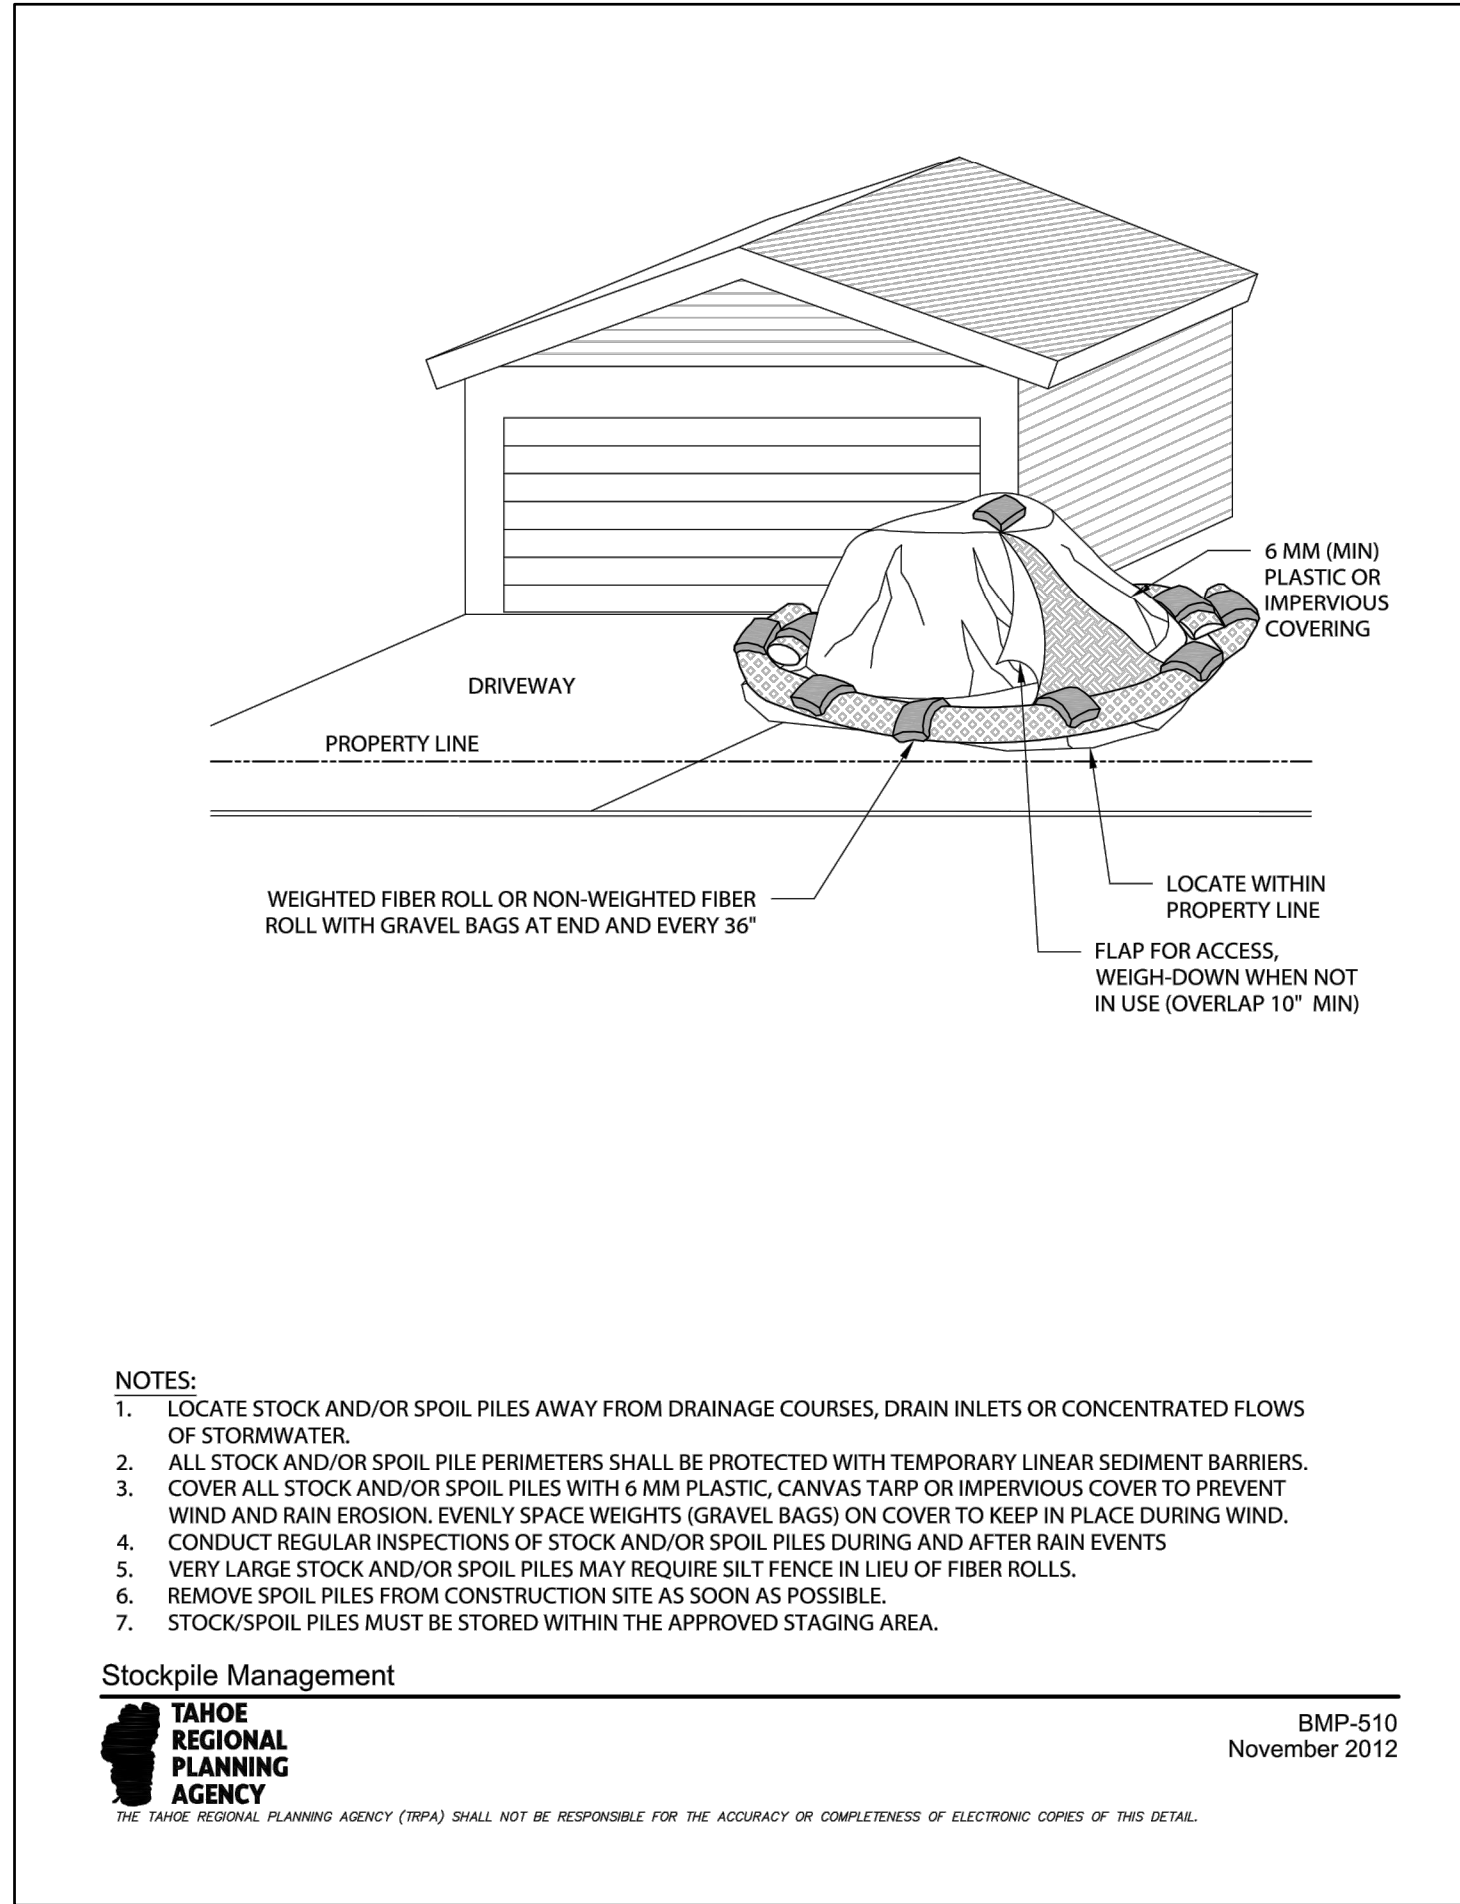 6 MM (MIN)
PLASTIC OR
IMPERVIOUS
COVERING
DRIVEWAY
PROPERTY LINE
WEIGHTED FIBER ROLL OR NON-WEIGHTED FIBER
ROLL WITH GRAVEL BAGS AT END AND EVERY 36"
LOCATE WITHIN
PROPERTY LINE
FLAP FOR ACCESS,
WEIGH-DOWN WHEN NOT
IN USE (OVERLAP 10" MIN)
NOTES:
1. LOCATE STOCK AND/OR SPOIL PILES AWAY FROM DRAINAGE COURSES, DRAIN INLETS OR CONCENTRATED FLOWS
OF STORMWATER.
2. ALL STOCK AND/OR SPOIL PILE PERIMETERS SHALL BE PROTECTED WITH TEMPORARY LINEAR SEDIMENT BARRIERS.
3. COVER ALL STOCK AND/OR SPOIL PILES WITH 6 MM PLASTIC, CANVAS TARP OR IMPERVIOUS COVER TO PREVENT
WIND AND RAIN EROSION. EVENLY SPACE WEIGHTS (GRAVEL BAGS) ON COVER TO KEEP IN PLACE DURING WIND.
4. CONDUCT REGULAR INSPECTIONS OF STOCK AND/OR SPOIL PILES DURING AND AFTER RAIN EVENTS
5. VERY LARGE STOCK AND/OR SPOIL PILES MAY REQUIRE SILT FENCE IN LIEU OF FIBER ROLLS.
6. REMOVE SPOIL PILES FROM CONSTRUCTION SITE AS SOON AS POSSIBLE.
7. STOCK/SPOIL PILES MUST BE STORED WITHIN THE APPROVED STAGING AREA.
Stockpile Management
TAHOE
REGIONAL
PLANNING
AGENCY
BMP-510
November 2012
THE TAHOE REGIONAL PLANNING AGENCY (TRPA) SHALL NOT BE RESPONSIBLE FOR THE ACCURACY OR COMPLETENESS OF ELECTRONIC COPIES OF THIS DETAIL.